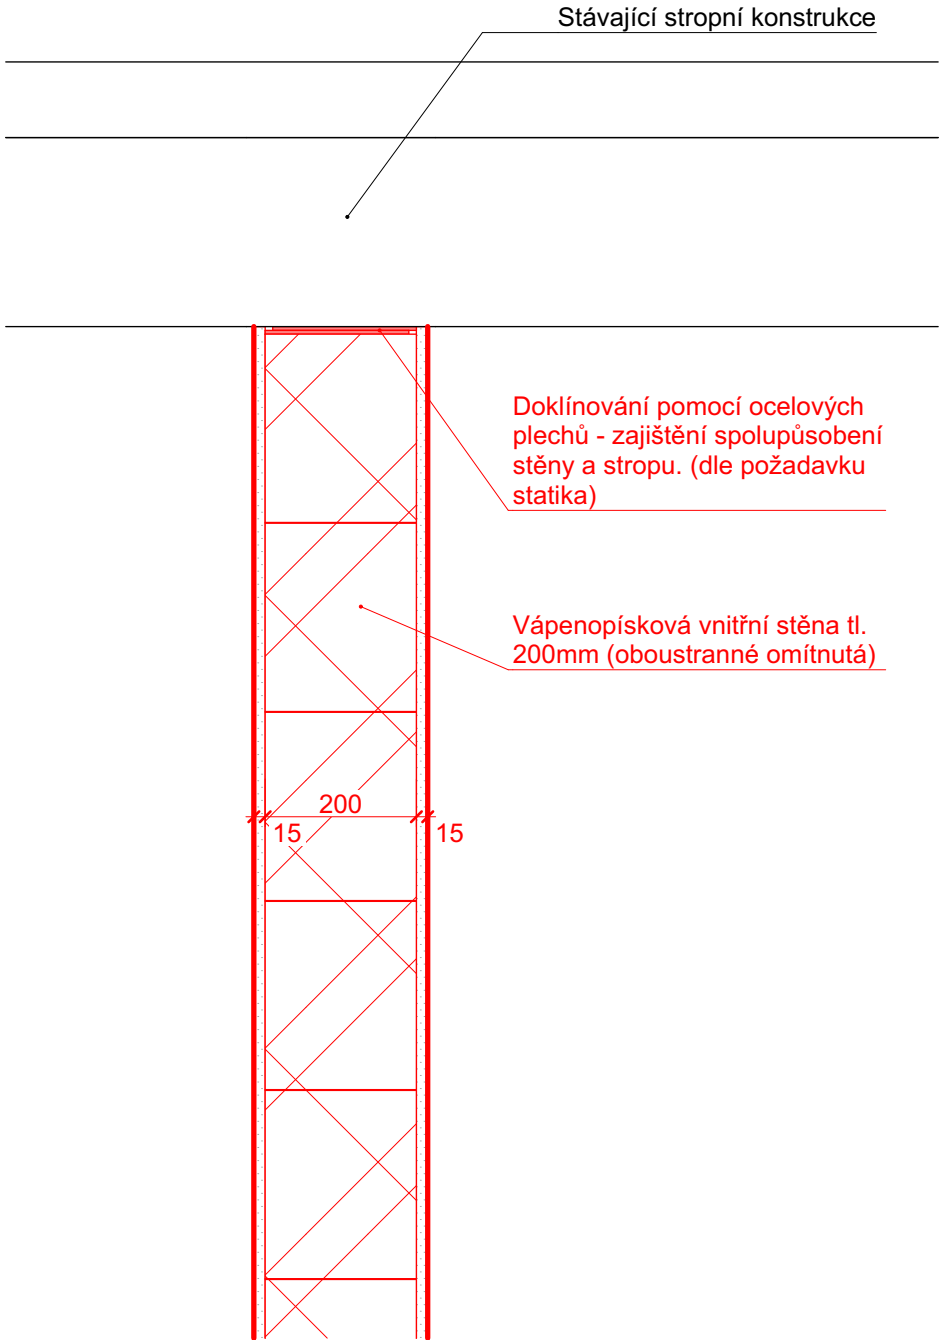 Stávající stropní konstrukce
Doklínování pomocí ocelových
plechů - zajištění spolupůsobení
stěny a stropu. (dle požadavku
statika)
Vápenopísková vnitřní stěna tl.
200mm (oboustranné omítnutá)
200
15
15